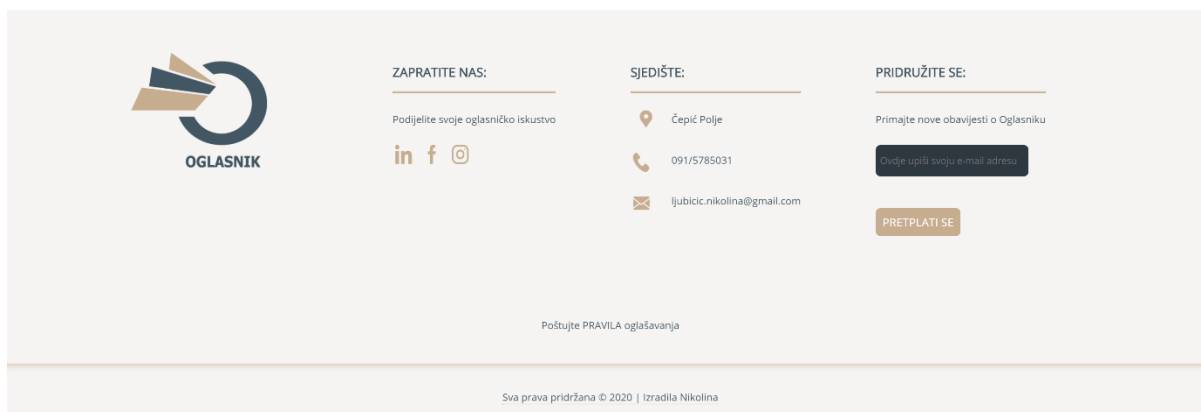 OGLASNIK
ZAPRATITE NAS:
Podijelite svoje oglasničko iskustvo
in f
SJEDIŠTE:
Čepić Polje
091/5785031
ljubicic.nikolina@gmail.com
PRIDRUŽITE SE:
Primajte nove obavijesti o Oglasniku
Ovdje upiši svoju e-mail adresu
PRETPLATI SE
Poštujte PRAVILA oglašavanja
Sva prava pridržana © 2020 | Izradila Nikolina